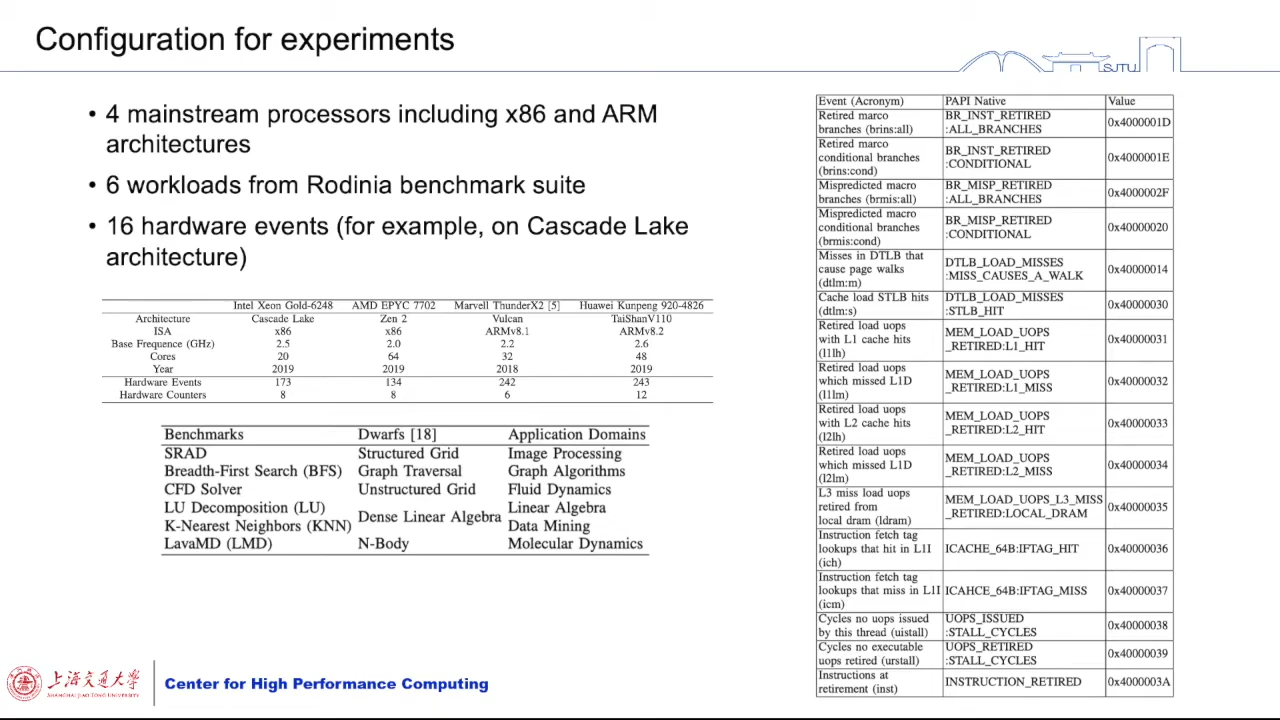 Configuration for experiments
SJTU
• 4 mainstream processors including x86 and ARM
architectures
• 6 workloads from Rodinia benchmark suite
• 16 hardware events (for example, on Cascade Lake
architecture)
Intel Xeon Gold-6248 AMD EPYC 7702 Marvell ThunderX2 [5] Huawei Kunpeng 920-4826
Architecture Cascade Lake Zen 2 Vulcan TaiShanV110
ISA x86 x86 ARMv8.1 ARMv8.2
Base Frequency (GHz) 2.5 2.0 2.2 2.6
Cores 20 64 32 48
Year 2019 2019 2018 2019
Hardware Events 173 134 242 243
Hardware Counters 8 8 6 12
Benchmarks Dwarfs [18] Application Domains
SRAD Structured Grid Image Processing
Breadth-First Search (BFS) Graph Traversal Graph Algorithms
CFD Solver Unstructured Grid Fluid Dynamics
LU Decomposition (LU) Dense Linear Algebra Linear Algebra
K-Nearest Neighbors (KNN) Data Mining
LavaMD (LMD) N-Body Molecular Dynamics
Event (Acronym) PAPI Native Value
Retired marco BR_INST_RETIRED 0x4000001D
branches (brins:all) :ALL_BRANCHES
Retired marco BR_INST_RETIRED 0x4000001E
conditional branches :CONDITIONAL
(brins:cond)
Mispredicted macro BR_MISP_RETIRED 0x4000002F
branches (brmis:all) :ALL_BRANCHES
Mispredicted macro BR_MISP_RETIRED 0x40000020
conditional branches :CONDITIONAL
(brmis:cond)
Misses in DTLB that DTLB_LOAD_MISSES 0x40000014
cause page walks :MISS_CAUSES_A_WALK
(dtlm:m)
Cache load STLB hits DTLB_LOAD_MISSES 0x40000030
(dtlm:s) :STLB_HIT
Retired load uops MEM_LOAD_UOPS 0x40000031
with L1 cache hits _RETIRED:L1_HIT
(l1lh)
Retired load uops MEM_LOAD_UOPS 0x40000032
which missed L1D _RETIRED:L1_MISS
(l1lm)
Retired load uops MEM_LOAD_UOPS 0x40000033
with L2 cache hits _RETIRED:L2_HIT
(l2lh)
Retired load uops MEM_LOAD_UOPS 0x40000034
which missed L1D _RETIRED:L2_MISS
(l2lm)
L3 miss load uops MEM_LOAD_UOPS_L3_MISS 0x40000035
retired from _RETIRED:LOCAL_DRAM
local dram (ldram)
Instruction fetch tag ICACHE_64B:IFTAG_HIT 0x40000036
lookups that hit in L1I
(ich)
Instruction fetch tag ICAHCE_64B:IFTAG_MISS 0x40000037
lookups that miss in L1I
(icm)
Cycles no uops issued UOPS_ISSUED 0x40000038
by this thread (uistall) :STALL_CYCLES
Cycles no executable UOPS_RETIRED 0x40000039
uops retired (urstall) :STALL_CYCLES
Instructions at INSTRUCTION_RETIRED 0x4000003A
retirement (inst)
上海交通大学
SHANGHAI JIAO TONG UNIVERSITY
Center for High Performance Computing